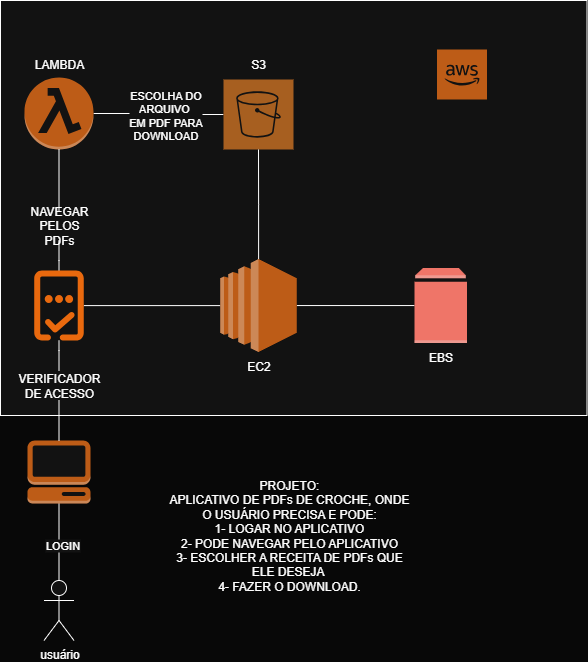 LAMBDA
S3
aws
ESCOLHA DO
ARQUIVO
EM PDF PARA
DOWNLOAD
NAVEGAR
PELOS
PDFs
EC2
EBS
VERIFICADOR
DE ACESSO
PROJETO:
APLICATIVO DE PDFs DE CROCHE, ONDE
O USUÁRIO PRECISA E PODE:
1- LOGAR NO APLICATIVO
2- PODE NAVEGAR PELO APLICATIVO
3- ESCOLHER A RECEITA DE PDFs QUE
ELE DESEJA
4- FAZER O DOWNLOAD.
LOGIN
usuário